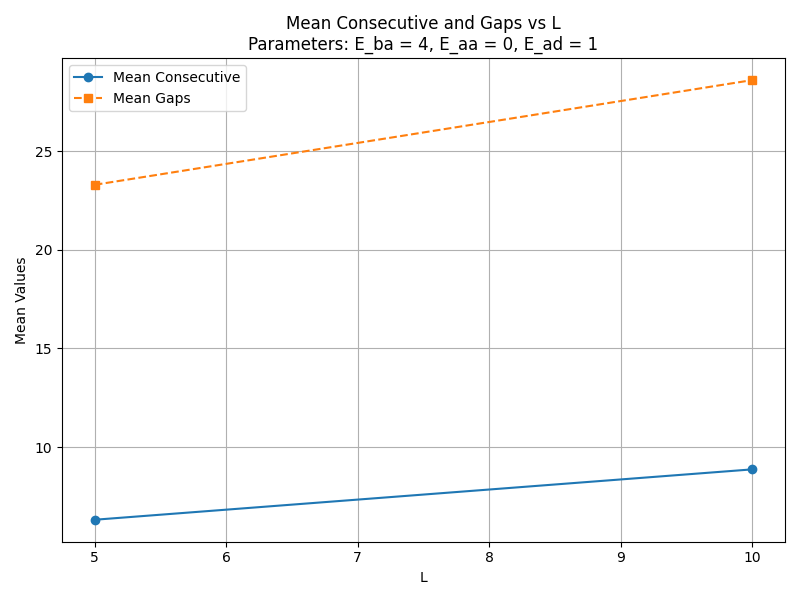 Mean Consecutive and Gaps vs L
Parameters: E_ba = 4, E_aa = 0, E_ad = 1
Mean Consecutive
Mean Gaps
Mean Values
25
20
15
10
5 6 7 8 9 10
L